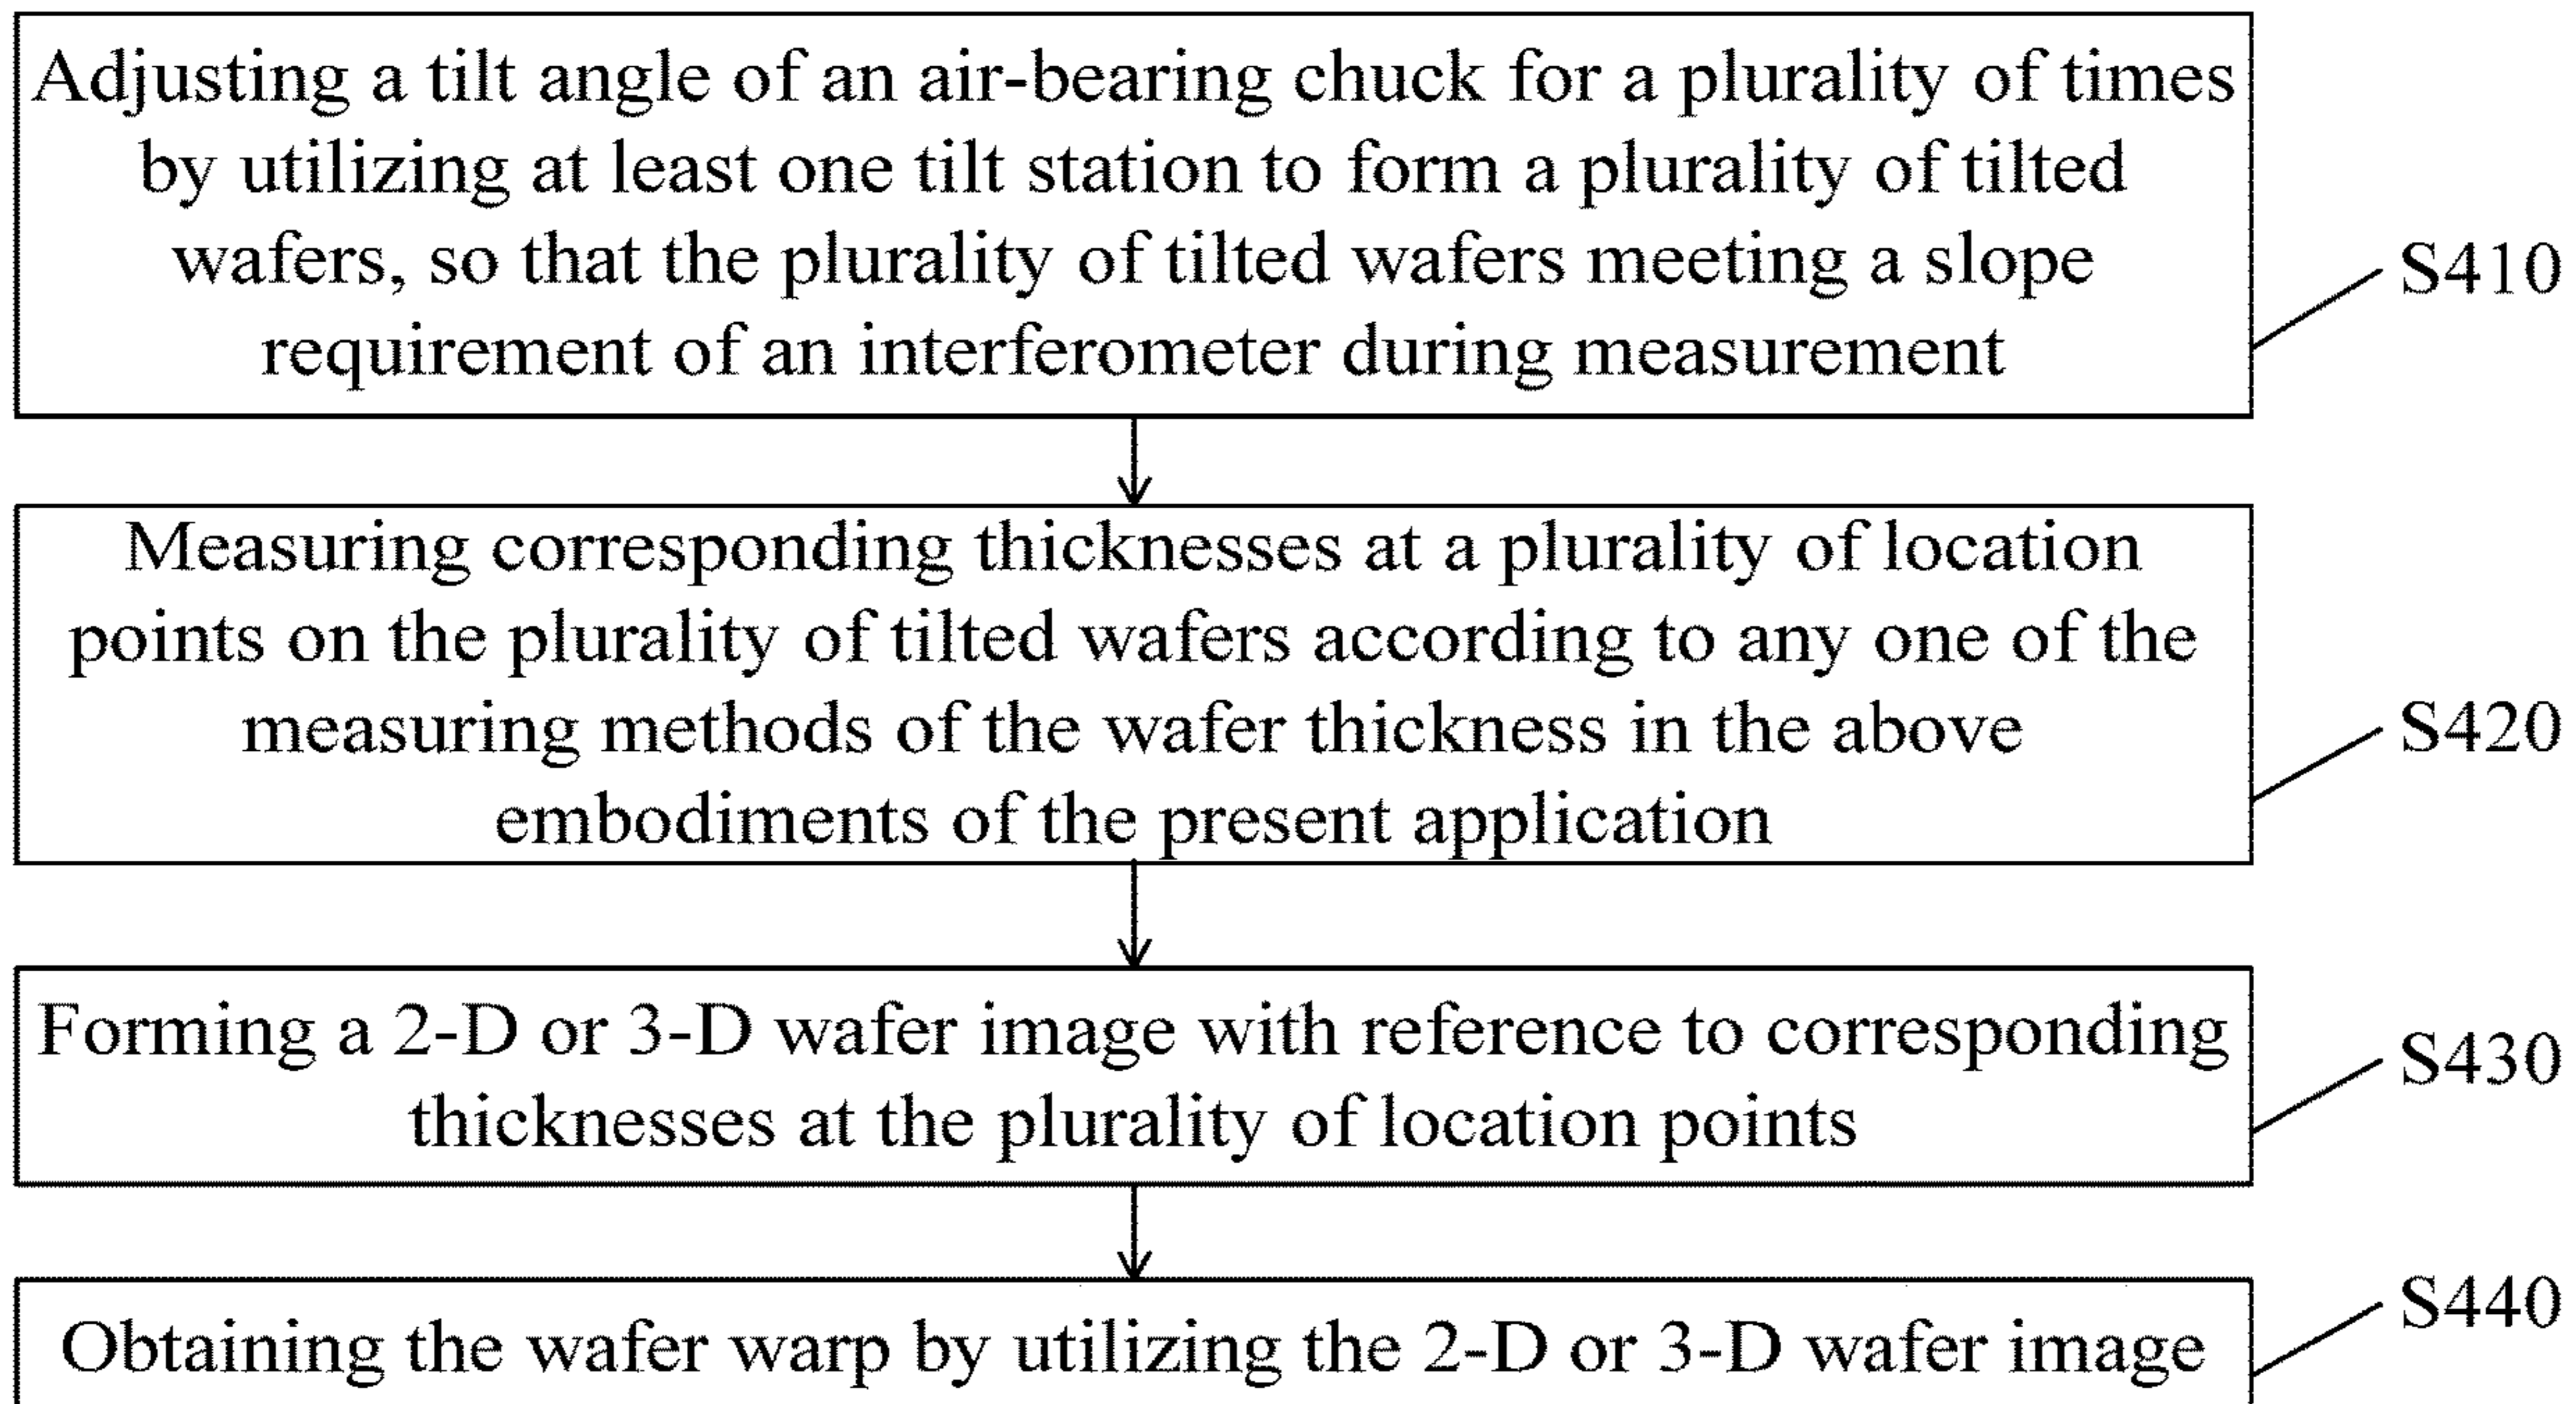 Adjusting a tilt angle of an air-bearing chuck for a plurality of times
by utilizing at least one tilt station to form a plurality of tilted
wafers, so that the plurality of tilted wafers meeting a slope
requirement of an interferometer during measurement
S410
Measuring corresponding thicknesses at a plurality of location
points on the plurality of tilted wafers according to any one of the
measuring methods of the wafer thickness in the above
embodiments of the present application
S420
Forming a 2-D or 3-D wafer image with reference to corresponding
thicknesses at the plurality of location points
S430
Obtaining the wafer warp by utilizing the 2-D or 3-D wafer image
S440